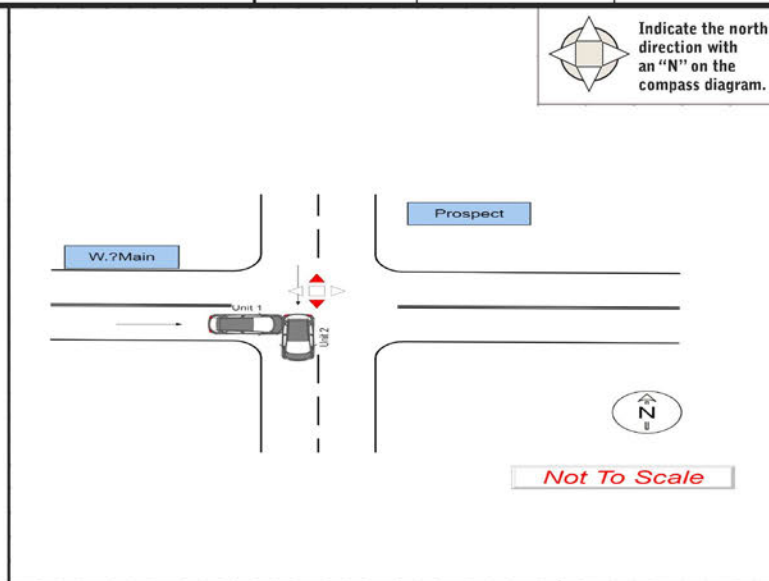 Indicate the north
direction with
an “N” on the
compass diagram.
Prospect
W.?Main
Unit 1
Unit 2
N
Not To Scale